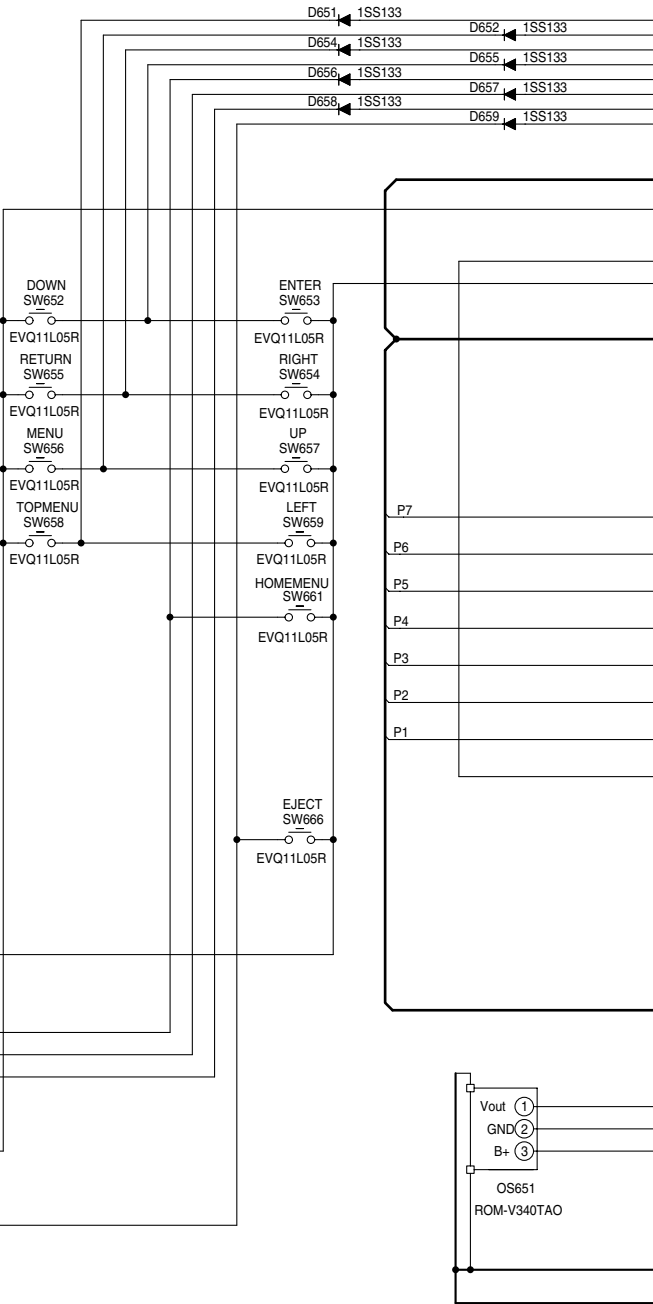 D651 1SS133
D652 1SS133
D654 1SS133
D655 1SS133
D656 1SS133
D657 1SS133
D658 1SS133
D659 1SS133
DOWN
SW652
EVQ11L05R
ENTER
SW653
EVQ11L05R
RETURN
SW655
EVQ11L05R
RIGHT
SW654
EVQ11L05R
MENU
SW656
EVQ11L05R
UP
SW657
EVQ11L05R
TOPMENU
SW658
EVQ11L05R
LEFT
SW659
EVQ11L05R
HOMEMENU
SW661
EVQ11L05R
EJECT
SW666
EVQ11L05R
P7
P6
P5
P4
P3
P2
P1
Vout 1
GND 2
B+ 3
OS651
ROM-V340TAO